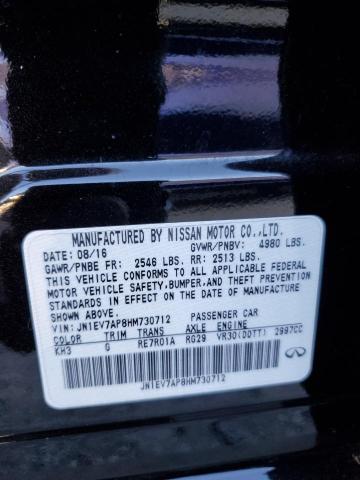 MANUFACTURED BY NISSAN MOTOR CO.,LTD.
DATE: 08/16 GVWR/PNBV: 4980 LBS.
GAWR/PNBE FR: 2546 LBS. RR: 2513 LBS.
THIS VEHICLE CONFORMS TO ALL APPLICABLE FEDERAL
MOTOR VEHICLE SAFETY,BUMPER,AND THEFT PREVENTION
STANDARDS IN EFFECT ON THE DATE OF MANUFACTURE
SHOWN ABOVE.
VIN: JN1EV7AP8HM730712 PASSENGER CAR
COLOR TRIM TRANS AXLE ENGINE
KH3 G RE7R01A RG29 VR30(DDTT) 2997CC
JN1EV7AP8HM730712